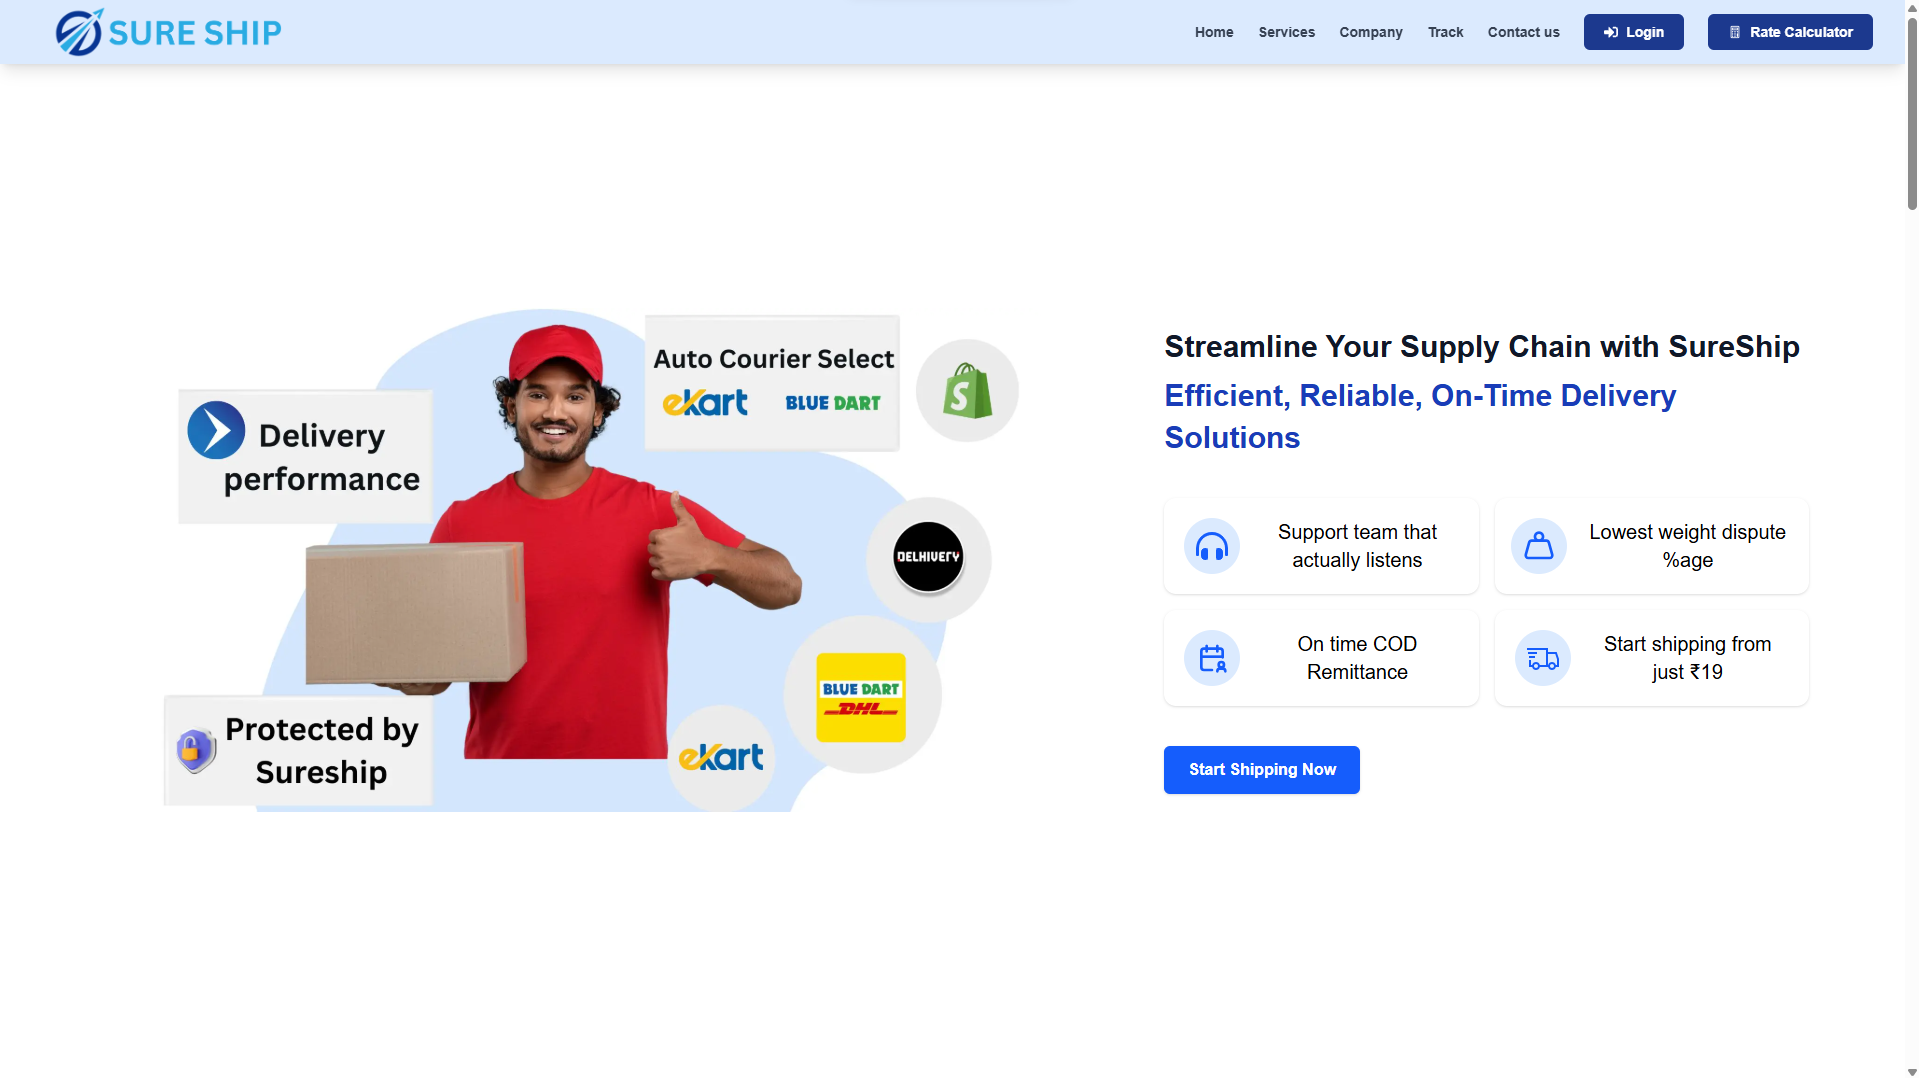 SURE SHIP
Home
Services
Company
Track
Contact us
Login
Rate Calculator
Delivery
performance
Auto Courier Select
ekart
BLUE DART
S
DELHIVERY
BLUE DART
DHL
ekart
Protected by
Sureship
Streamline Your Supply Chain with SureShip
Efficient, Reliable, On-Time Delivery
Solutions
Support team that
actually listens
Lowest weight dispute
%age
On time COD
Remittance
Start shipping from
just ₹19
Start Shipping Now